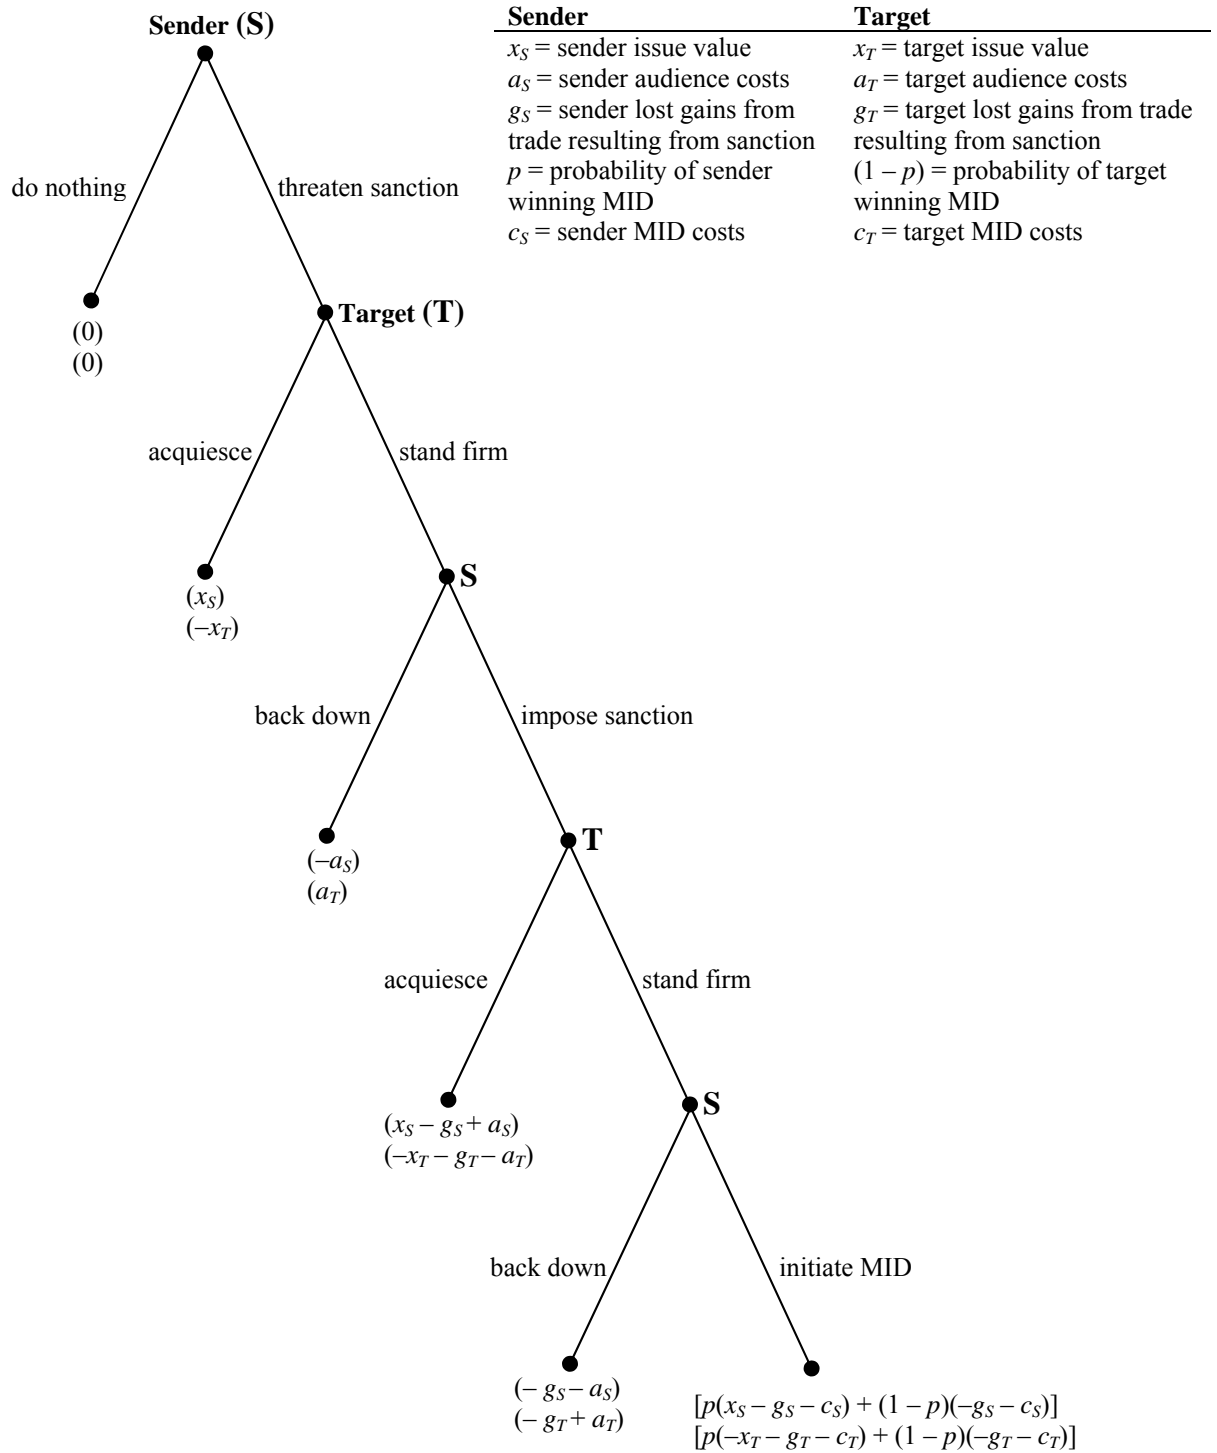 Sender (S)
Sender
Target
x_S = sender issue value
x_T = target issue value
a_S = sender audience costs
a_T = target audience costs
g_S = sender lost gains from
g_T = target lost gains from trade
trade resulting from sanction
resulting from sanction
p = probability of sender
(1 – p) = probability of target
winning MID
winning MID
c_S = sender MID costs
c_T = target MID costs
do nothing
threaten sanction
(0)
(0)
Target (T)
acquiesce
stand firm
(x_S)
(–x_T)
S
back down
impose sanction
(–a_S)
(a_T)
T
acquiesce
stand firm
(x_S – g_S + a_S)
(–x_T – g_T – a_T)
S
back down
initiate MID
(– g_S – a_S)
(– g_T + a_T)
[p(x_S – g_S – c_S) + (1 – p)(-g_S – c_S)]
[p(-x_T – g_T – c_T) + (1 – p)(-g_T – c_T)]